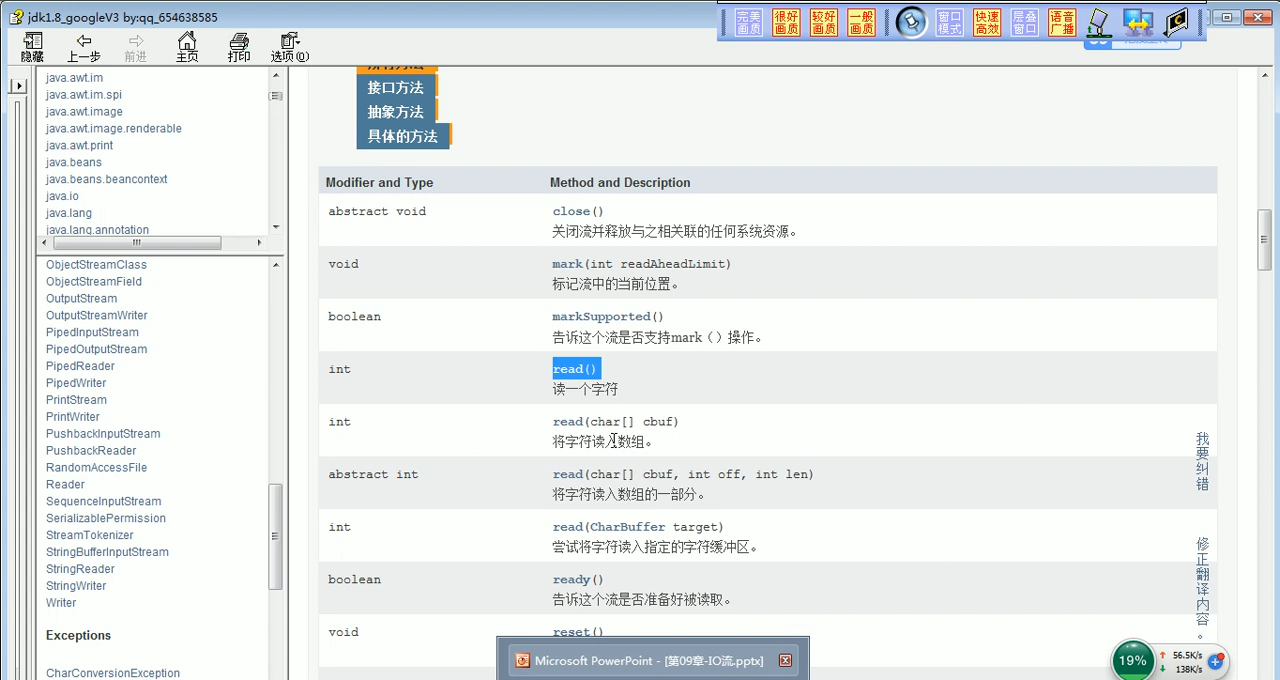 jdk1.8_googleV3 by:qq_654638585
完美画质
很好画质
较好画质
一般画质
窗口模式
快速高效
层叠窗口
语音广播
隐藏
上一步
前进
主页
打印
选项(O)
java.awt.im
java.awt.im.spi
java.awt.image
java.awt.image.renderable
java.awt.print
java.beans
java.beans.beancontext
java.io
java.lang
java.lang.annotation
ObjectStreamClass
ObjectStreamField
OutputStream
OutputStreamWriter
PipedInputStream
PipedOutputStream
PipedReader
PipedWriter
PrintStream
PrintWriter
PushbackInputStream
PushbackReader
RandomAccessFile
Reader
SequenceInputStream
SerializablePermission
StreamTokenizer
StringBufferInputStream
StringReader
StringWriter
Writer
Exceptions
CharConversionException
接口方法
抽象方法
具体的方法
Modifier and Type Method and Description
abstract void close()
关闭流并释放与之相关联的任何系统资源。
void mark(int readAheadLimit)
标记流中的当前位置。
boolean markSupported()
告诉这个流是否支持mark（）操作。
int read()
读一个字符
int read(char[] cbuf)
将字符读入数组。
abstract int read(char[] cbuf, int off, int len)
将字符读入数组的一部分。
int read(CharBuffer target)
尝试将字符读入指定的字符缓冲区。
boolean ready()
告诉这个流是否准备好被读取。
void reset()
我要纠错
修正翻译内容。
Microsoft PowerPoint - [第09章-IO流.pptx]
19%
56.5K/s
138K/s